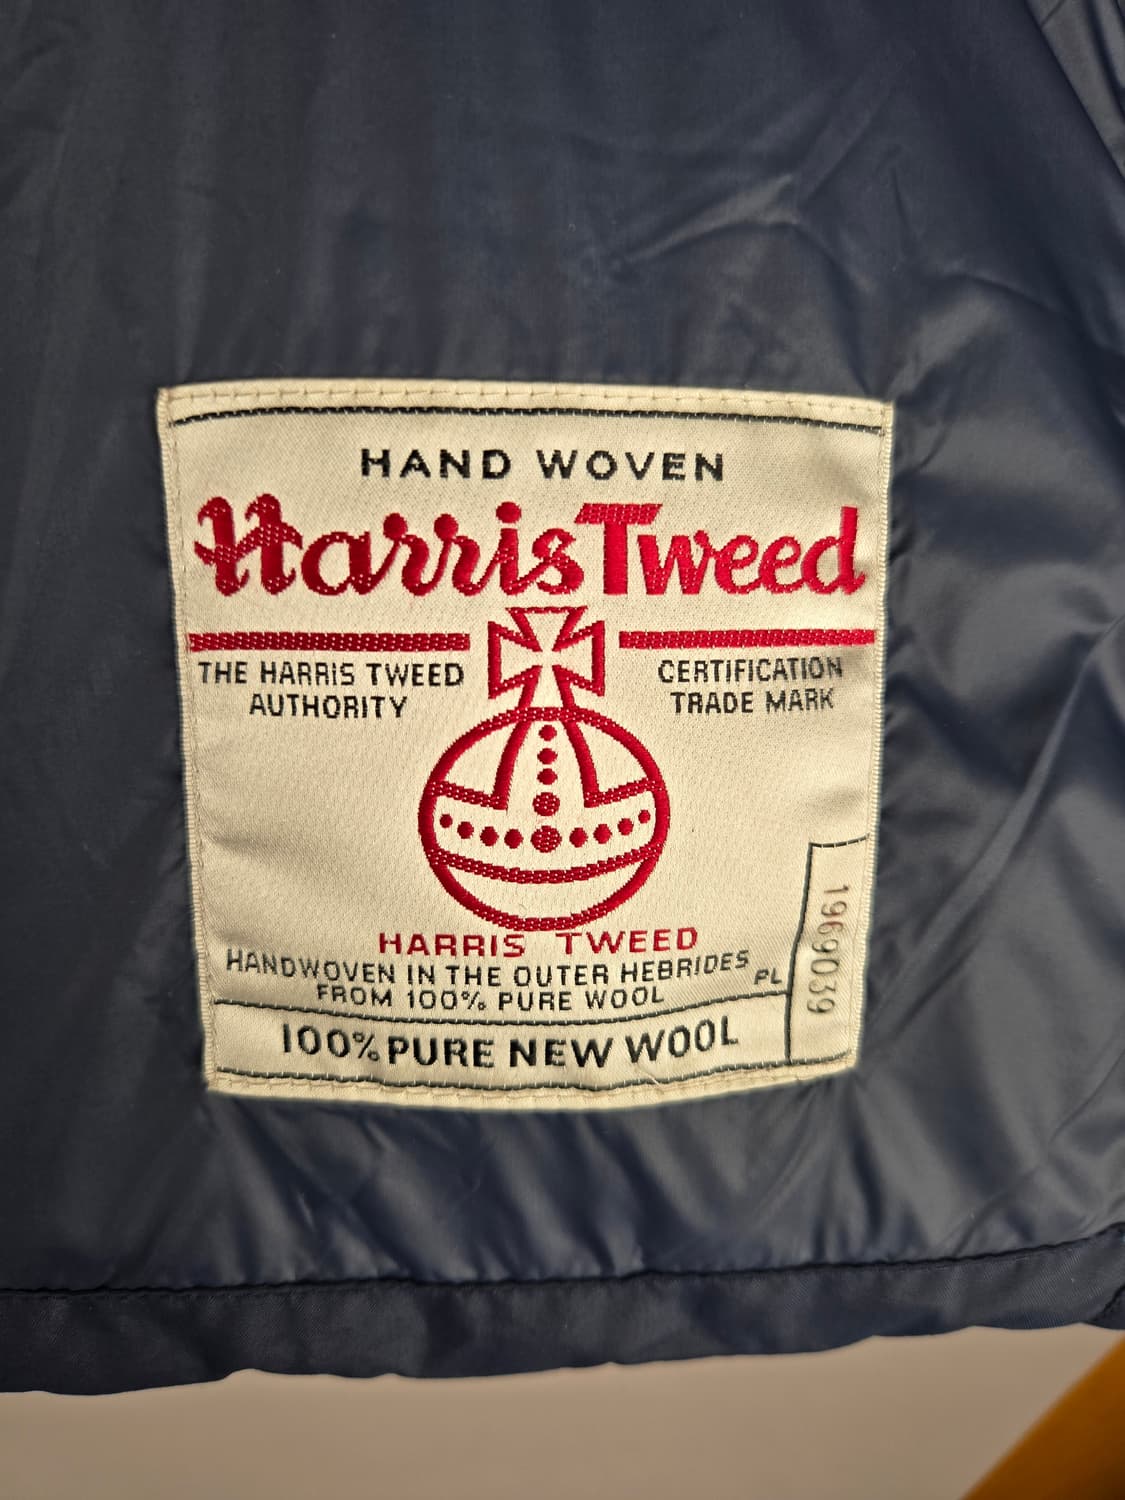 HAND WOVEN
Harris Tweed
THE HARRIS TWEED
AUTHORITY
CERTIFICATION
TRADE MARK
HARRIS TWEED
HANDWOVEN IN THE OUTER HEBRIDES
FROM 100% PURE WOOL
PL
100% PURE NEW WOOL
1969039